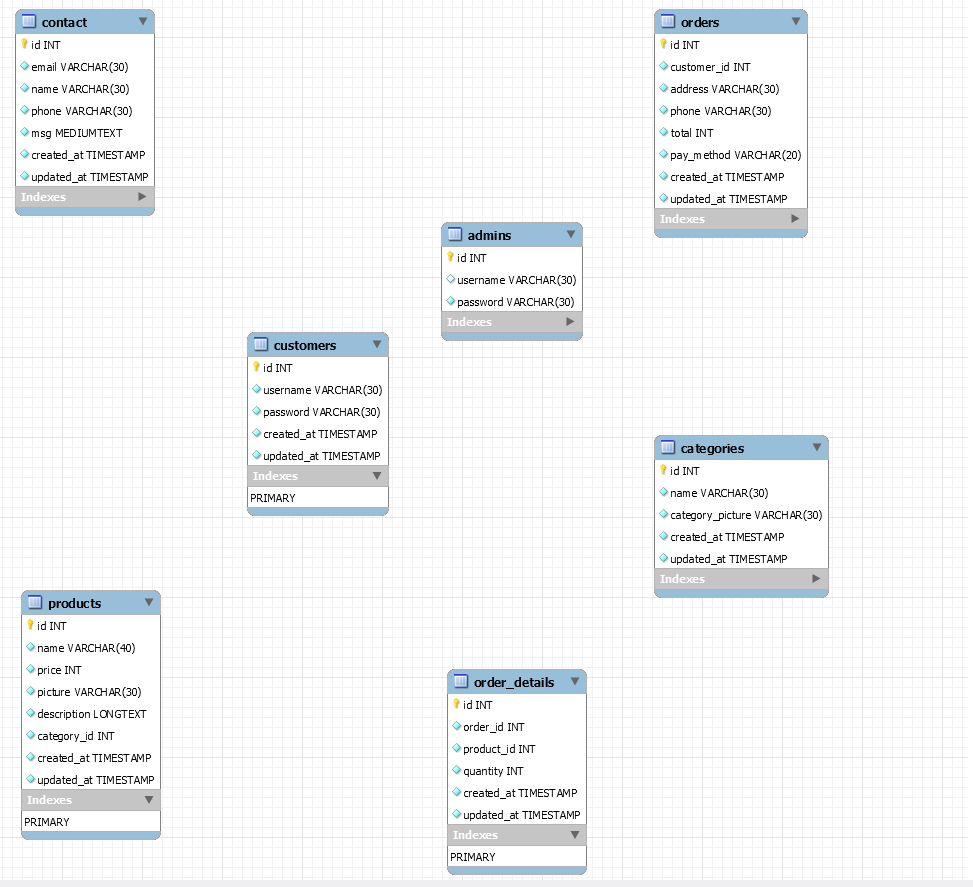 contact
id INT
email VARCHAR(30)
name VARCHAR(30)
phone VARCHAR(30)
msg MEDIUMTEXT
created_at TIMESTAMP
updated_at TIMESTAMP
Indexes
orders
id INT
customer_id INT
address VARCHAR(30)
phone VARCHAR(30)
total INT
pay_method VARCHAR(20)
created_at TIMESTAMP
updated_at TIMESTAMP
Indexes
admins
id INT
username VARCHAR(30)
password VARCHAR(30)
Indexes
customers
id INT
username VARCHAR(30)
password VARCHAR(30)
created_at TIMESTAMP
updated_at TIMESTAMP
Indexes
PRIMARY
categories
id INT
name VARCHAR(30)
category_picture VARCHAR(30)
created_at TIMESTAMP
updated_at TIMESTAMP
Indexes
products
id INT
name VARCHAR(40)
price INT
picture VARCHAR(30)
description LONGTEXT
category_id INT
created_at TIMESTAMP
updated_at TIMESTAMP
Indexes
PRIMARY
order_details
id INT
order_id INT
product_id INT
quantity INT
created_at TIMESTAMP
updated_at TIMESTAMP
Indexes
PRIMARY